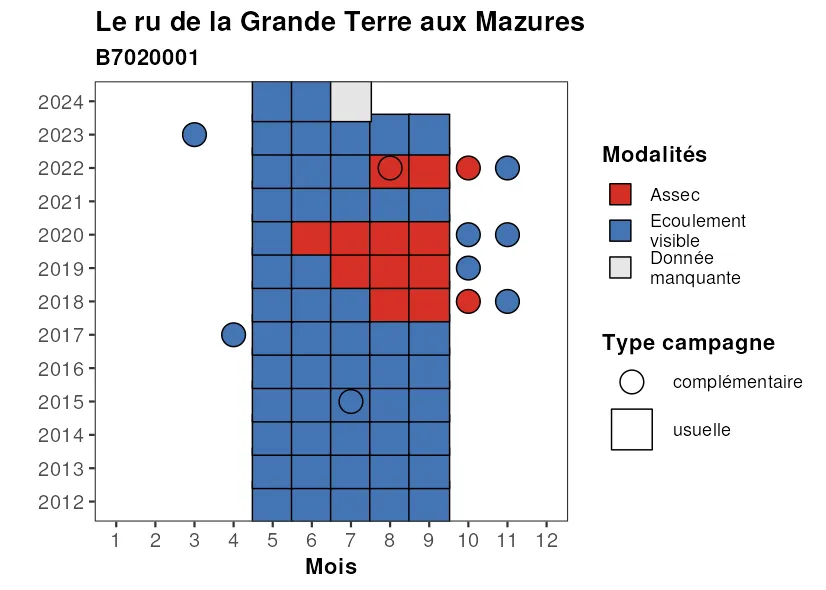 Le ru de la Grande Terre aux Mazures
B7020001
2024
2023
2022
2021
2020
2019
2018
2017
2016
2015
2014
2013
2012
1 2 3 4 5 6 7 8 9 10 11 12
Mois
Modalités
Assec
Ecoulement
visible
Donnée
manquante
Type campagne
complémentaire
usuelle